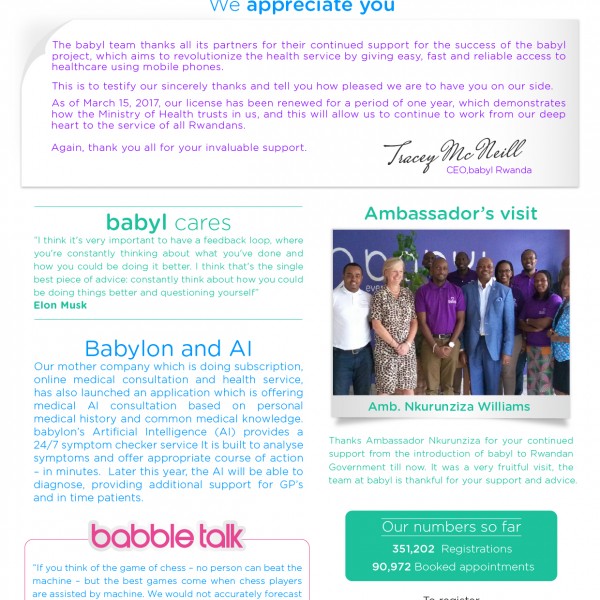 We appreciate you
The babyl team thanks all its partners for their continued support for the success of the babyl
project, which aims to revolutionize the health service by giving easy, fast and reliable access to
healthcare using mobile phones.
This is to testify our sincerely thanks and tell you how pleased we are to have you on our side.
As of March 15, 2017, our license has been renewed for a period of one year, which demonstrates
how the Ministry of Health trusts in us, and this will allow us to continue to work from our deep
heart to the service of all Rwandans.
Again, thank you all for your invaluable support.
Tracey McNeill
CEO,babyl Rwanda
babyl cares
"I think it's very important to have a feedback loop, where
you're constantly thinking about what you've done and
how you could be doing it better. I think that's the single
best piece of advice: constantly think about how you could
be doing things better and questioning yourself"
Elon Musk
Babylon and AI
Our mother company which is doing subscription,
online medical consultation and health service,
has also launched an application which is offering
medical AI consultation based on personal
medical history and common medical knowledge.
babylon's Artificial Intelligence (AI) provides a
24/7 symptom checker service It is built to analyse
symptoms and offer appropriate course of action
– in minutes. Later this year, the AI will be able to
diagnose, providing additional support for GP's
and in time patients.
babble talk
"If you think of the game of chess – no person can beat the
machine – but the best games come when chess players
are assisted by machine. We would not accurately forecast
Ambassador's visit
Amb. Nkurunziza Williams
Thanks Ambassador Nkurunziza for your continued
support from the introduction of babyl to Rwandan
Government till now. It was a very fruitful visit, the
team at babyl is thankful for your support and advice.
Our numbers so far
351,202 Registrations
90,972 Booked appointments
To register